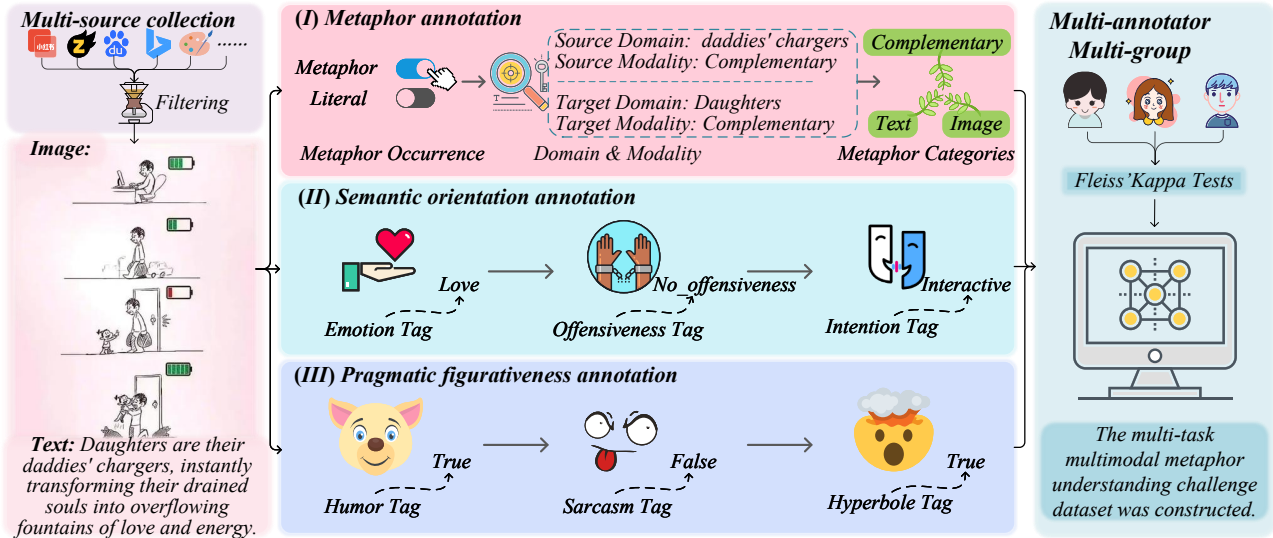 Multi-source collection
小红书
Z
du
......
Filtering
Image:
Text: Daughters are their
daddies' chargers, instantly
transforming their drained
souls into overflowing
fountains of love and energy.
(I) Metaphor annotation
Metaphor
Literal
Metaphor Occurrence
T
Source Domain: daddies' chargers
Source Modality: Complementary
Target Domain: Daughters
Target Modality: Complementary
Domain & Modality
Complementary
Text
Image
Metaphor Categories
(II) Semantic orientation annotation
Love
Emotion Tag
No_offensiveness
Offensiveness Tag
Interactive
Intention Tag
(III) Pragmatic figurativeness annotation
True
Humor Tag
False
Sarcasm Tag
True
Hyperbole Tag
Multi-annotator
Multi-group
Fleiss'Kappa Tests
The multi-task
multimodal metaphor
understanding challenge
dataset was constructed.